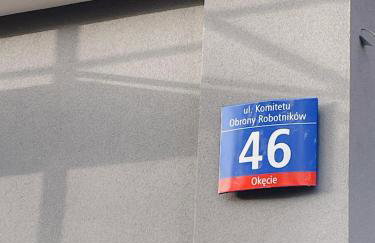 ul. Komitetu
Obrony Robotników
46
Okęcie